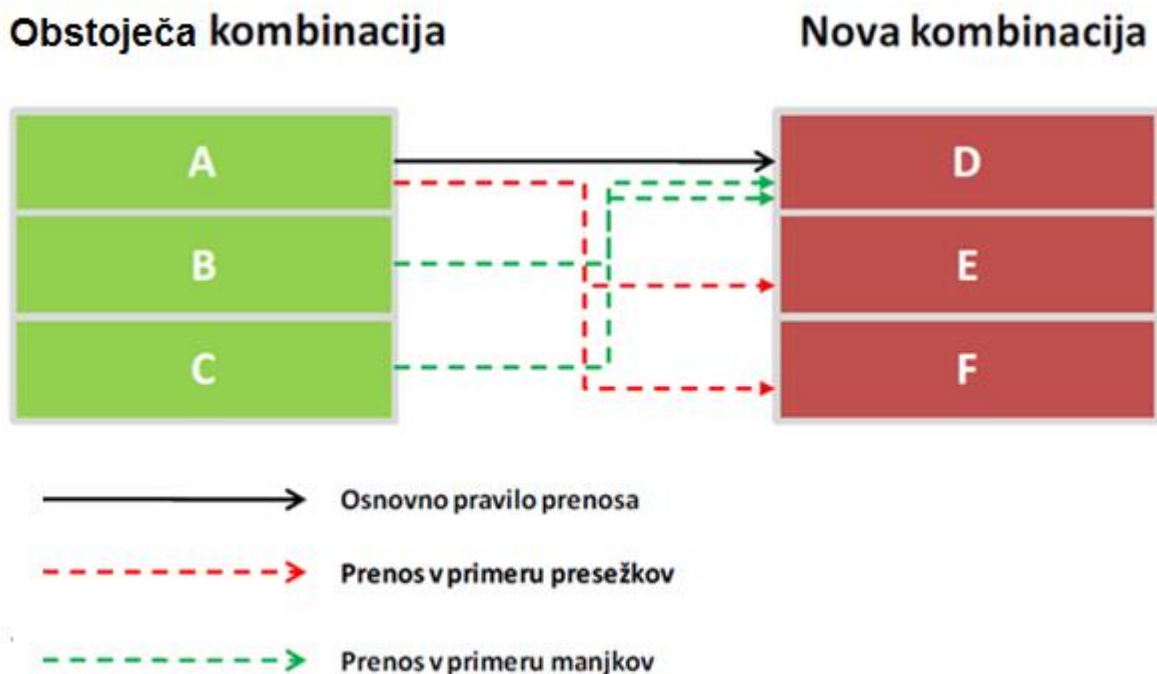 Obstoječa kombinacija
Nova kombinacija
A
D
B
E
C
F
Osnovno pravilo prenosa
Prenos v primeru presežkov
Prenos v primeru manjkov